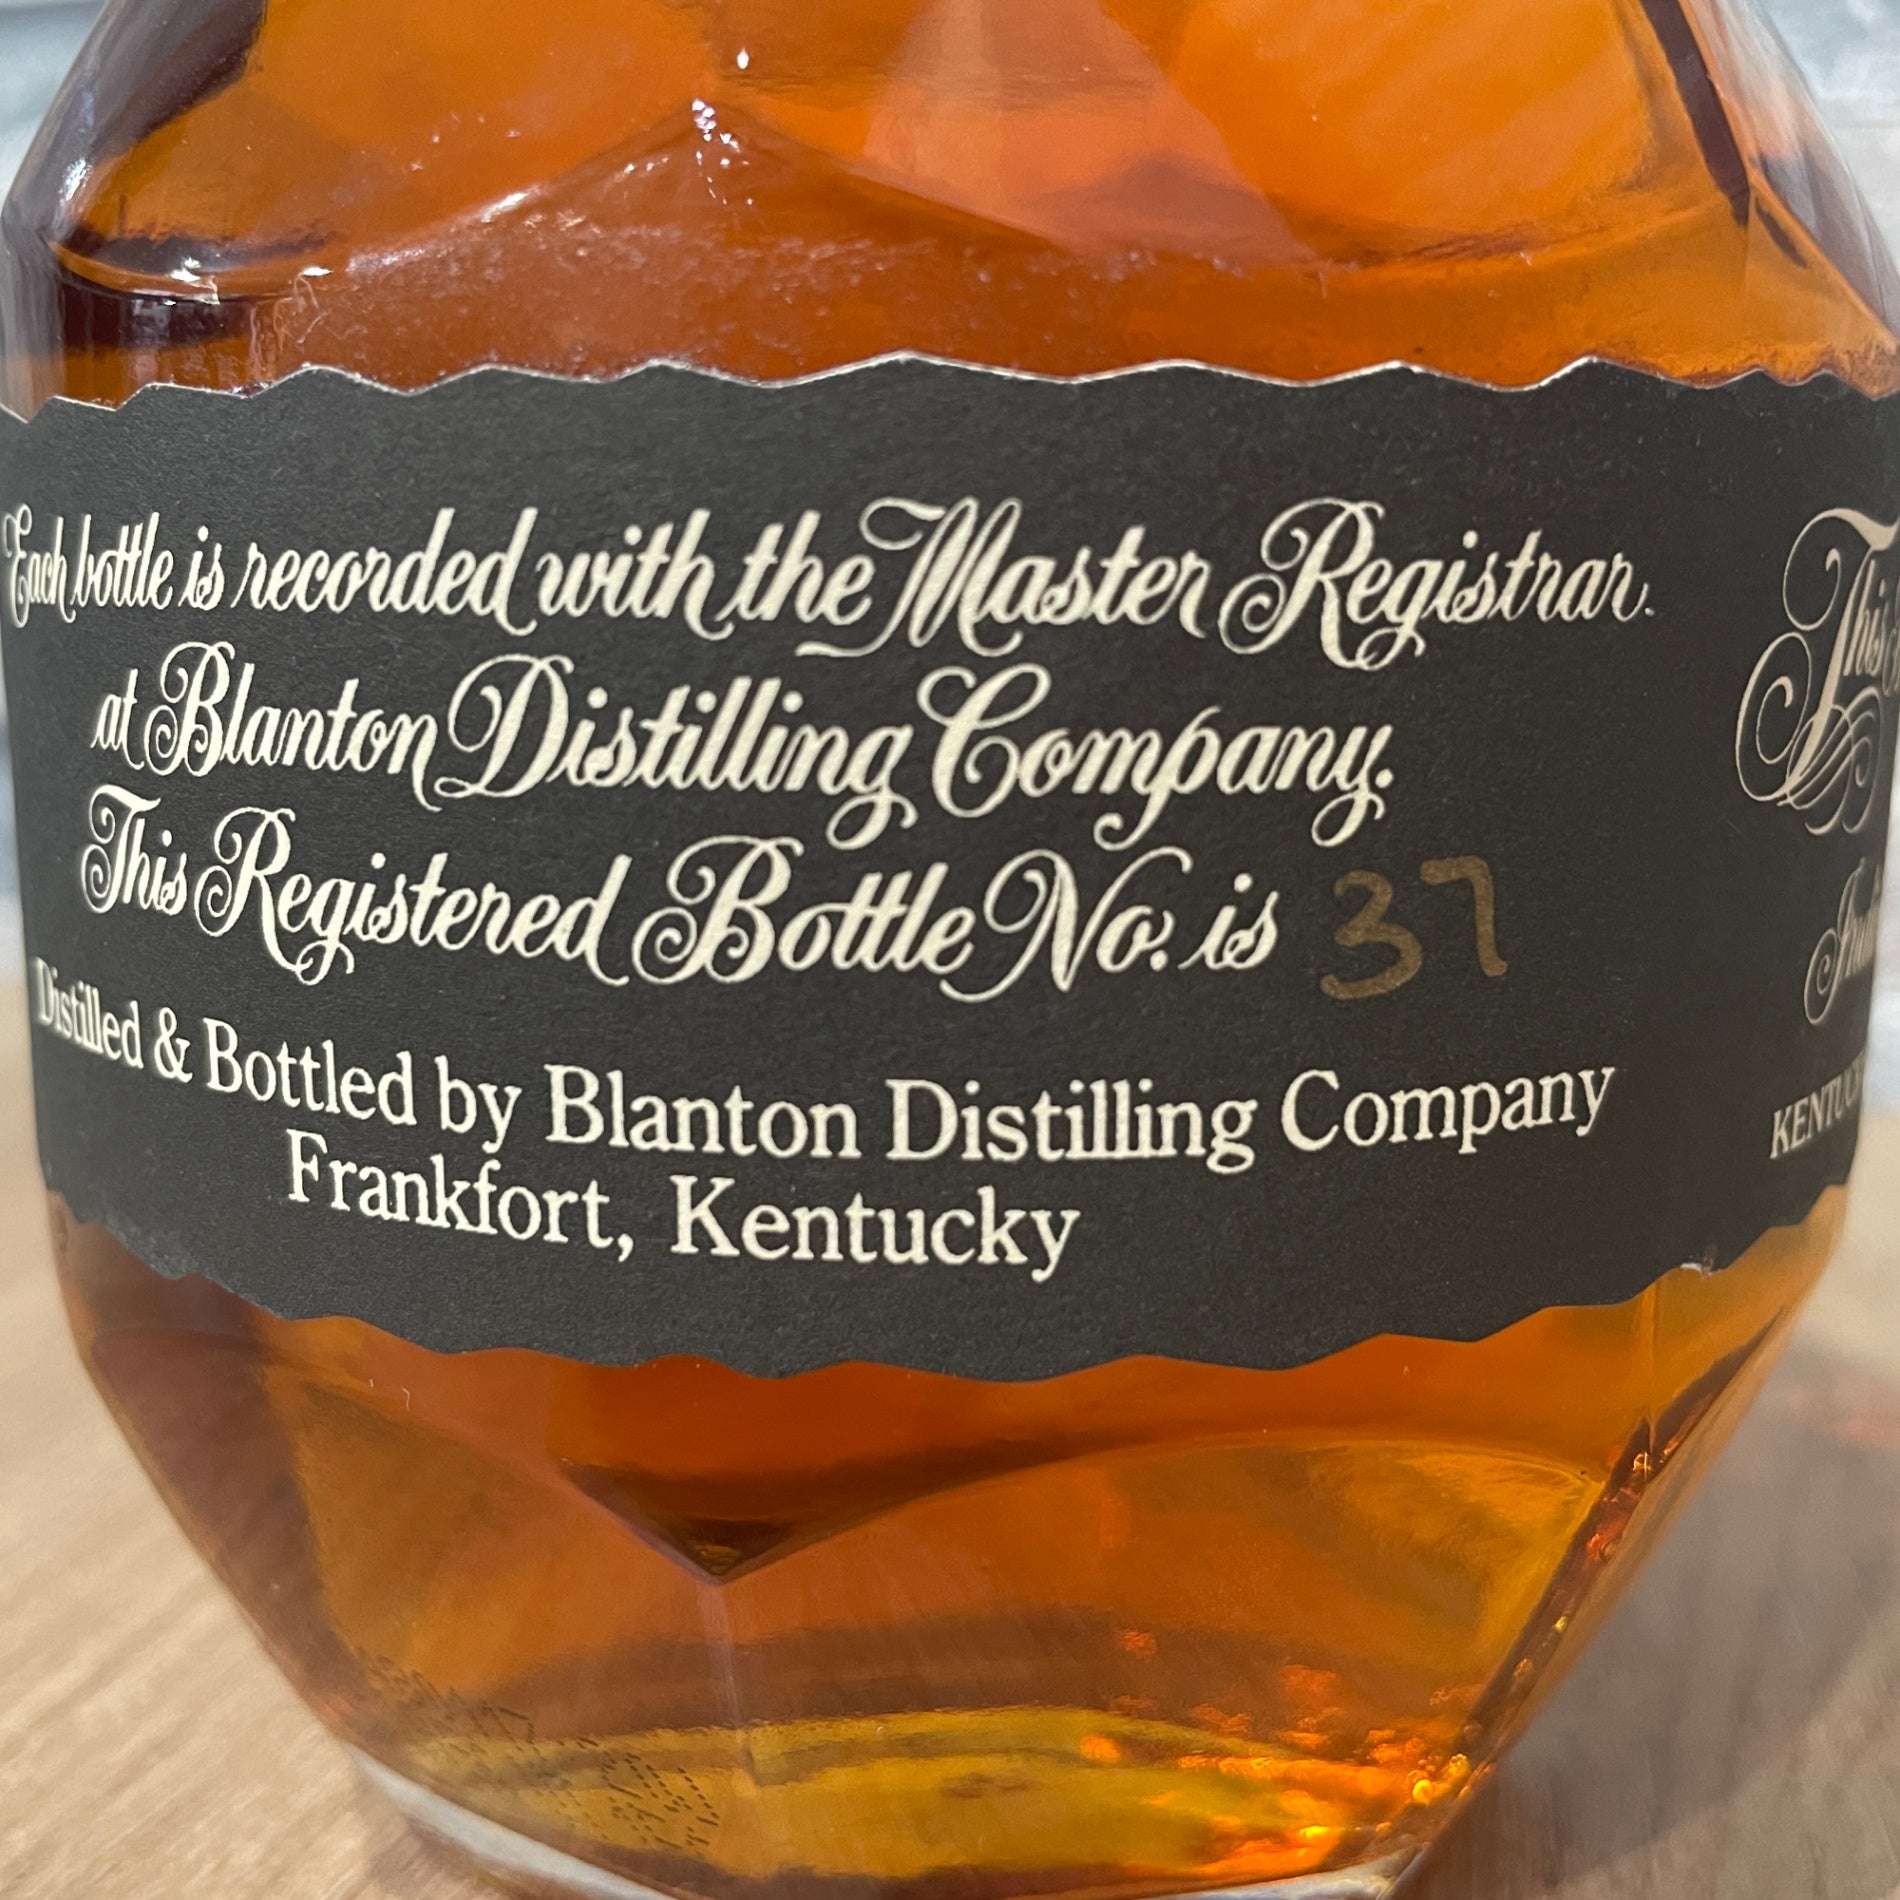 Each bottle is recorded with the Master Registrar.
at Blanton Distilling Company.
This Registered Bottle No. is 37
Distilled & Bottled by Blanton Distilling Company
Frankfort, Kentucky
This